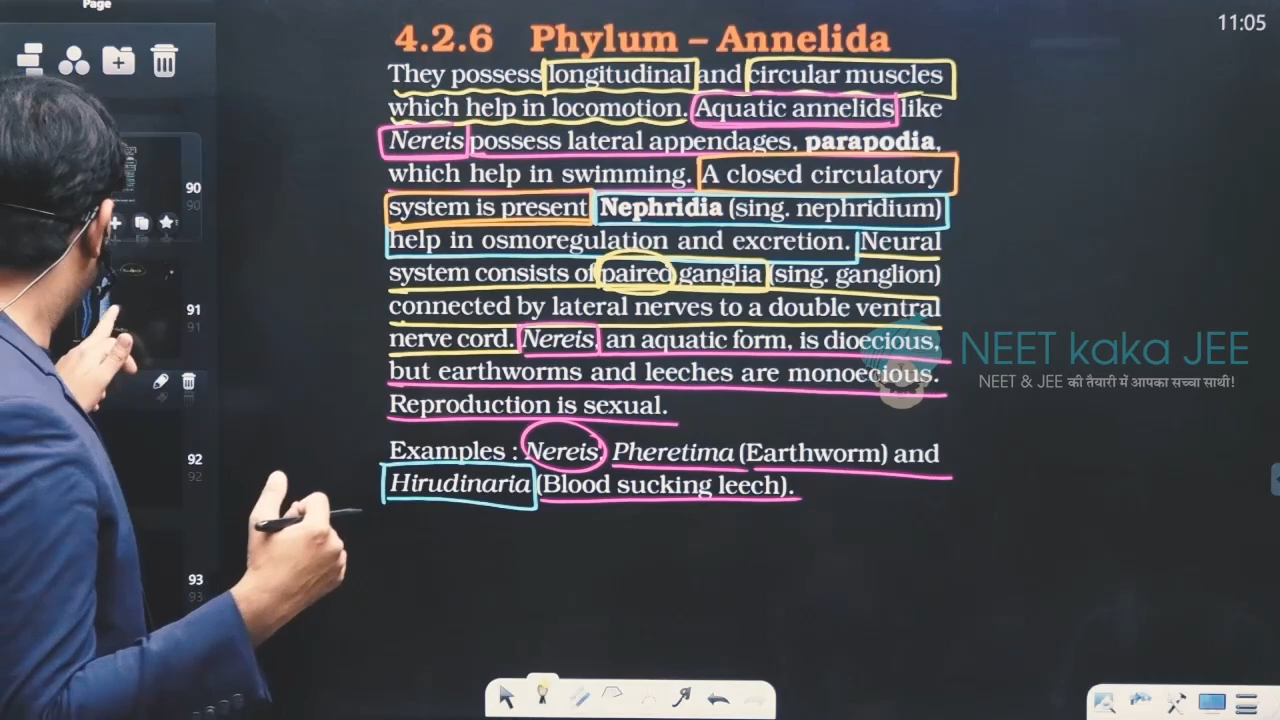 Page
11:05
4.2.6 Phylum – Annelida
They possess longitudinal and circular muscles
which help in locomotion. Aquatic annelids like
Nereis possess lateral appendages, parapodia,
which help in swimming. A closed circulatory
system is present Nephridia (sing. nephridium)
help in osmoregulation and excretion. Neural
system consists of paired ganglia (sing. ganglion)
connected by lateral nerves to a double ventral
nerve cord. Nereis, an aquatic form, is dioecious,
but earthworms and leeches are monoecious.
Reproduction is sexual.
Examples : Nereis, Pheretima (Earthworm) and
Hirudinaria (Blood sucking leech).
NEET kaka JEE
NEET & JEE की तैयारी में आपका सच्चा साथी!
90
90
91
91
92
92
93
93